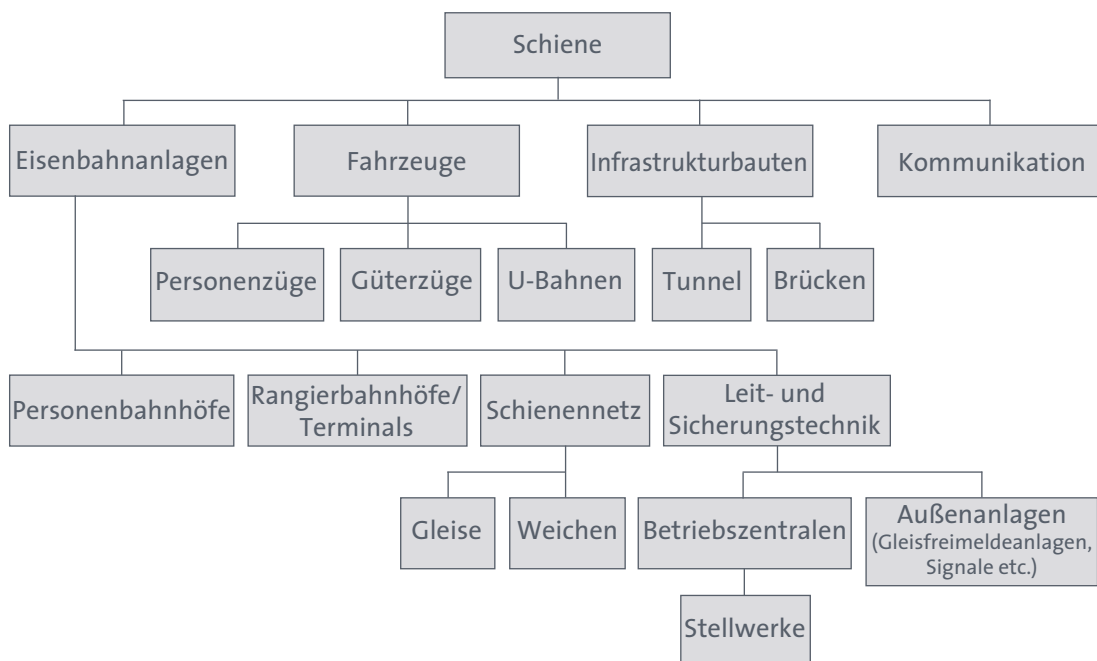 Schiene
Eisenbahnanlagen
Fahrzeuge
Infrastrukturbauten
Kommunikation
Personenzüge
Güterzüge
U-Bahnen
Tunnel
Brücken
Personenbahnhöfe
Rangierbahnhöfe/
Terminals
Schienennetz
Leit- und
Sicherungstechnik
Gleise
Weichen
Betriebszentralen
Außenanlagen
(Gleisfreimeldeanlagen,
Signale etc.)
Stellwerke